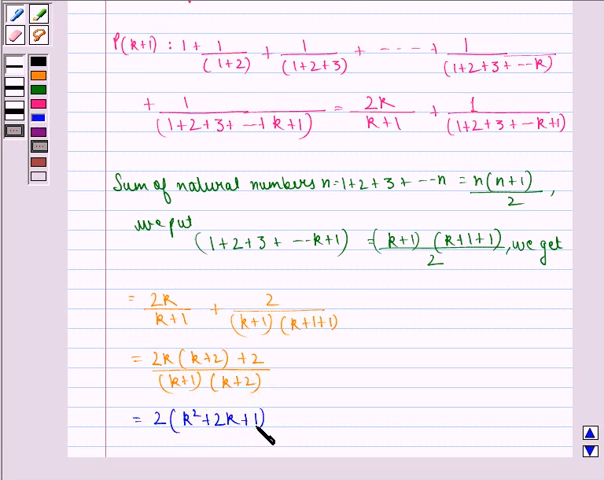 P(k+1) : 1 + 1/(1+2) + 1/(1+2+3) + ---- + 1/(1+2+3+--k)
+ 1/(1+2+3+--+k+1) = 2k/k+1 + 1/(1+2+3+--k+1)
Sum of natural numbers n=1+2+3+---n = n(n+1)/2,
we put
(1+2+3+---k+1) = (k+1) (k+1+1)/2, we get
= 2k/k+1 + 2/(k+1) (k+1+1)
= 2k(k+2)+2/(k+1) (k+2)
= 2(k²+2k+1)